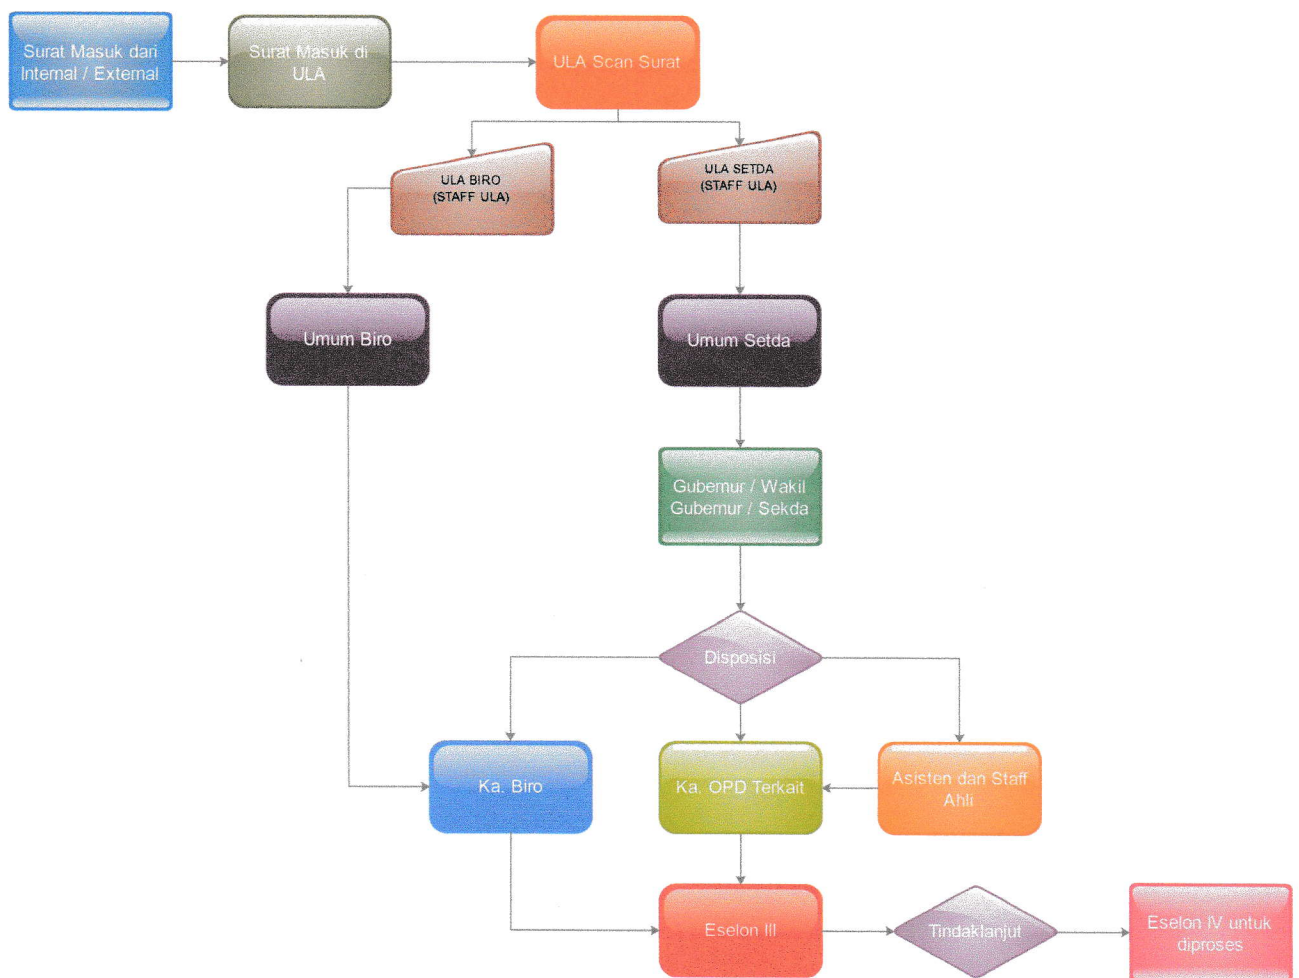 Surat Masuk dari
Internal / External
Surat Masuk di
ULA
ULA Scan Surat
ULA BIRO
(STAFF ULA)
ULA SETDA
(STAFF ULA)
Umum Biro
Umum Setda
Gubernur / Wakil
Gubernur / Sekda
Disposisi
Ka. Biro
Ka. OPD Terkait
Asisten dan Staff
Ahli
Eselon III
Tindaklanjut
Eselon IV untuk
diproses